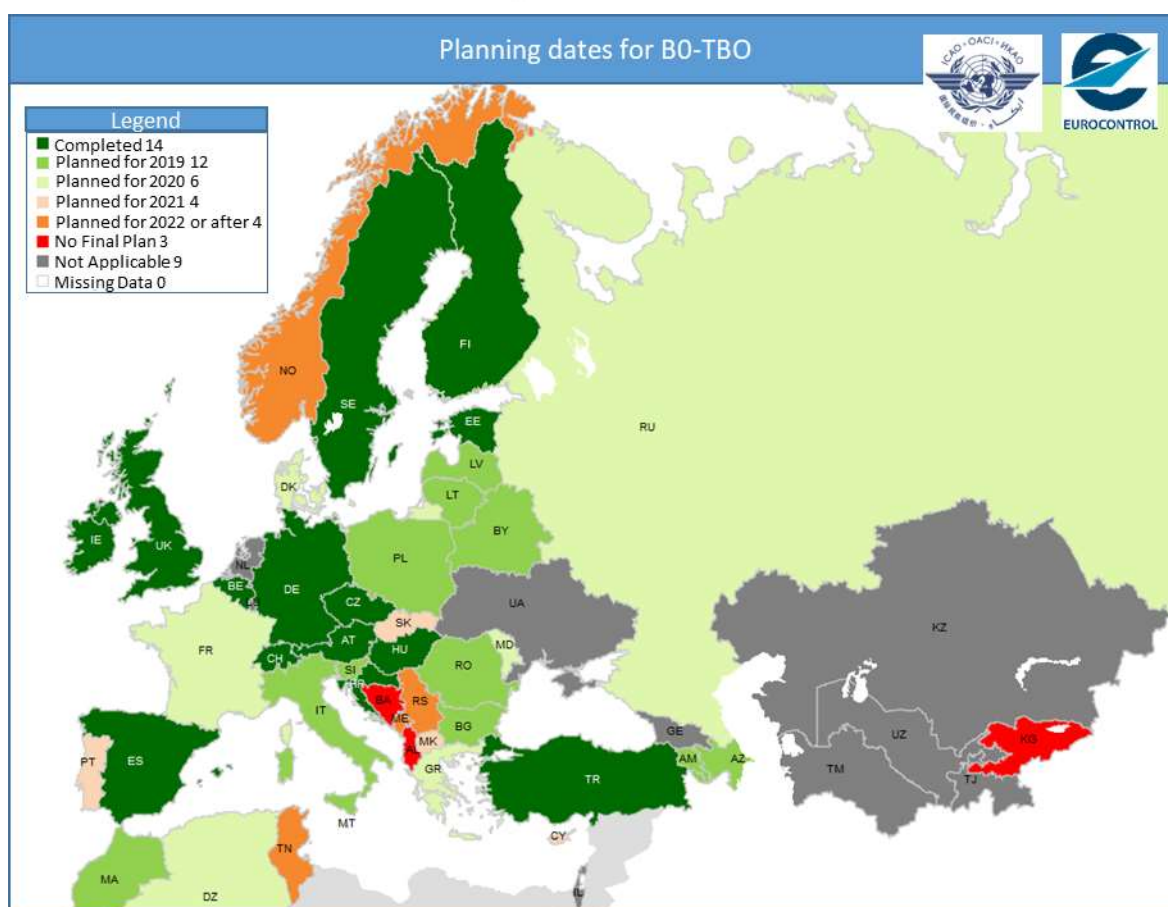 Planning dates for B0-TBO
ICAO · OACI · ИКАО
EUROCONTROL
Legend
Completed 14
Planned for 2019 12
Planned for 2020 6
Planned for 2021 4
Planned for 2022 or after 4
No Final Plan 3
Not Applicable 9
Missing Data 0
FI
NO
SE
EE
RU
LV
DK
LT
BY
IE
UK
NL
PL
BE
DE
UA
CZ
KZ
SK
FR
AT
MD
CH
HU
SI
RO
HR
BA
RS
IT
ME
BG
GE
UZ
KG
PT
ES
AL
MK
AM
AZ
GR
TR
TM
TJ
MT
CY
TN
MA
DZ
IL